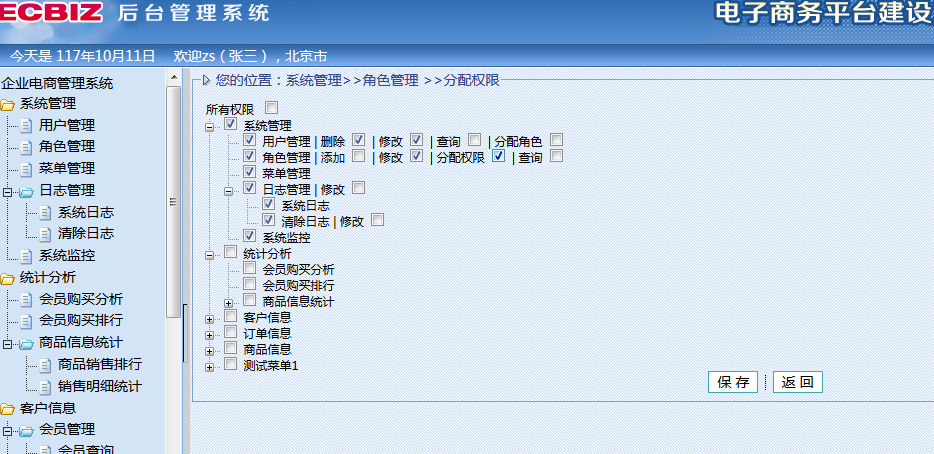 ECBIZ 后台管理系统
电子商务平台建设
今天是 117年10月11日 欢迎zs（张三），北京市
企业电商管理系统
系统管理
用户管理
角色管理
菜单管理
日志管理
系统日志
清除日志
系统监控
统计分析
会员购买分析
会员购买排行
商品信息统计
商品销售排行
销售明细统计
客户信息
会员管理
会员查询
您的位置：系统管理>>角色管理 >>分配权限
所有权限
系统管理
用户管理 | 删除 | 修改 | 查询 | 分配角色
角色管理 | 添加 | 修改 | 分配权限 | 查询
菜单管理
日志管理 | 修改
系统日志
清除日志 | 修改
系统监控
统计分析
会员购买分析
会员购买排行
商品信息统计
客户信息
订单信息
商品信息
测试菜单1
保 存
返 回